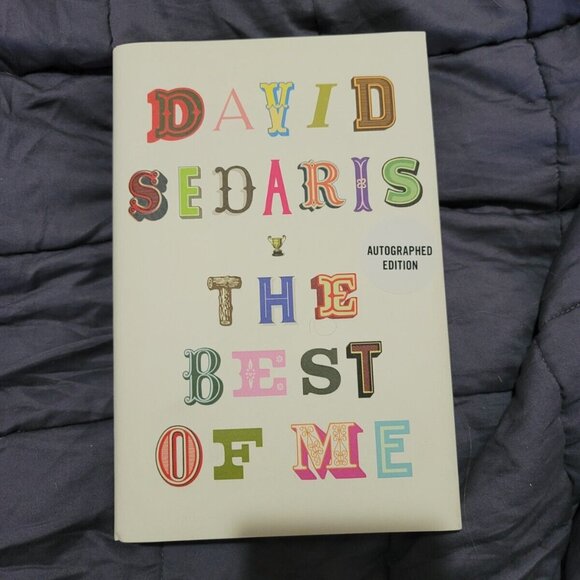 DAVID
SEDARIS
AUTOGRAPHED
EDITION
THE
BEST
OF ME